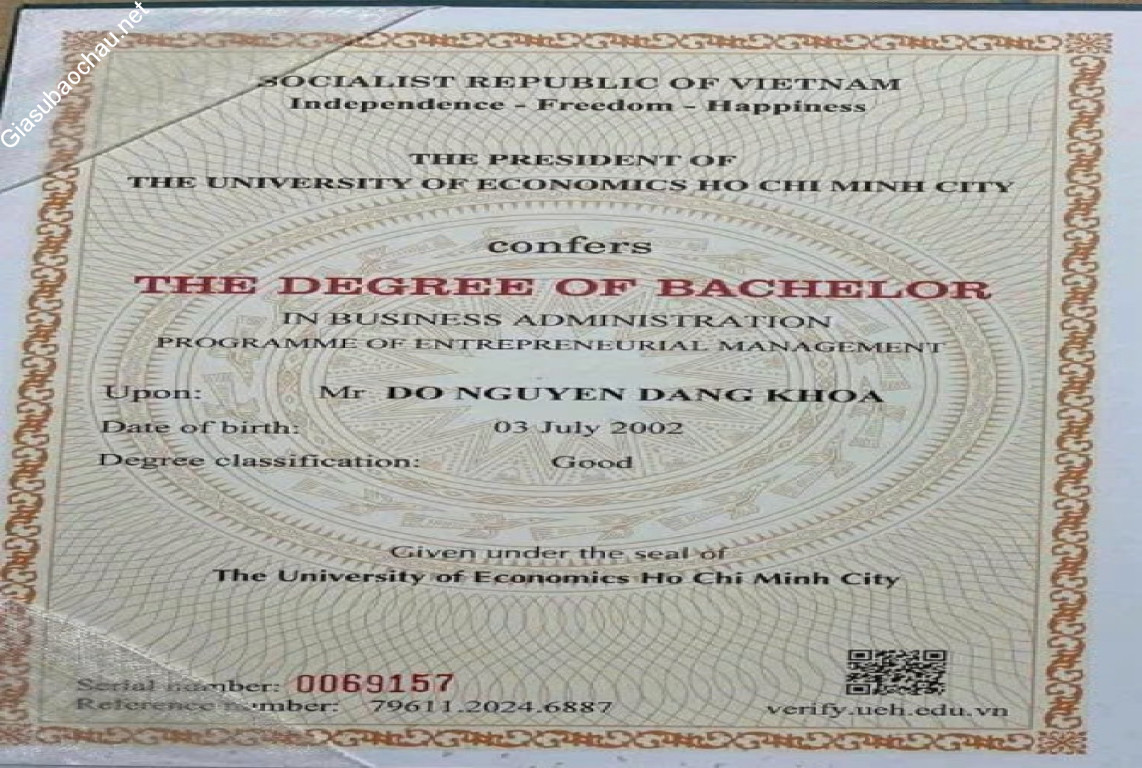 Giasubaochau.net
SOCIALIST REPUBLIC OF VIETNAM
Independence - Freedom - Happiness
THE PRESIDENT OF
THE UNIVERSITY OF ECONOMICS HO CHI MINH CITY
confers
THE DEGREE OF BACHELOR
IN BUSINESS ADMINISTRATION
PROGRAMME OF ENTREPRENEURIAL MANAGEMENT
Upon: Mr DO NGUYEN DANG KHOA
Date of birth: 03 July 2002
Degree classification: Good
Given under the seal of
The University of Economics Ho Chi Minh City
Serial number: 0069157
Reference number: 79611.2024.6887
verify.ueh.edu.vn